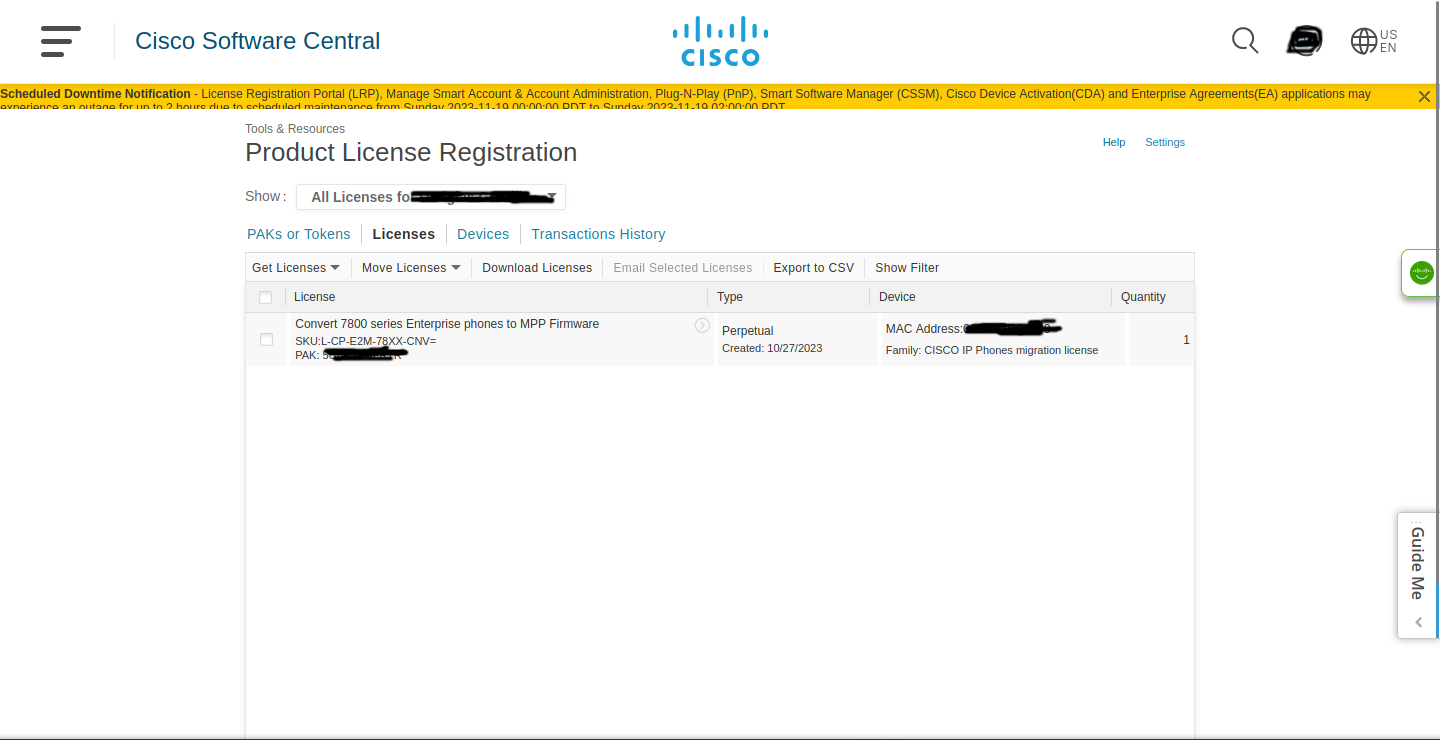 Cisco Software Central
CISCO
US
EN
Scheduled Downtime Notification - License Registration Portal (LRP), Manage Smart Account & Account Administration, Plug-N-Play (PnP), Smart Software Manager (CSSM), Cisco Device Activation(CDA) and Enterprise Agreements(EA) applications may
experience an outage for up to 2 hours due to scheduled maintenance from Sunday 2023-11-19 00:00:00 PDT to Sunday 2023-11-19 02:00:00 PDT
Tools & Resources
Product License Registration
Help Settings
Show : All Licenses fo
PAKs or Tokens Licenses Devices Transactions History
Get Licenses Move Licenses Download Licenses Email Selected Licenses Export to CSV Show Filter
License Type Device Quantity
Convert 7800 series Enterprise phones to MPP Firmware
SKU:L-CP-E2M-78XX-CNV=
PAK:
Perpetual
Created: 10/27/2023
MAC Address:
Family: CISCO IP Phones migration license
1
Guide Me